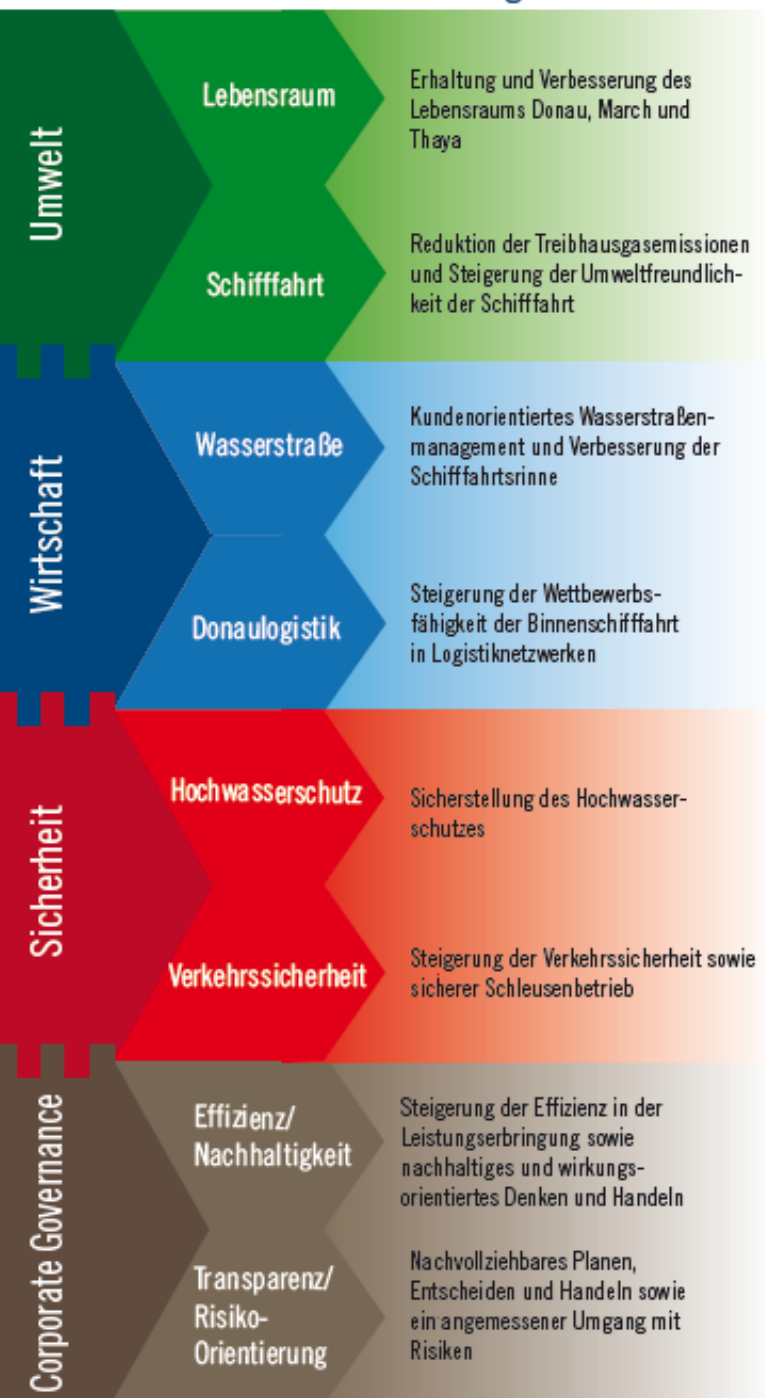 Umwelt
Lebensraum
Erhaltung und Verbesserung des
Lebensraums Donau, March und
Thaya
Schifffahrt
Reduktion der Treibhausgasemissionen
und Steigerung der Umweltfreundlich-
keit der Schifffahrt
Wirtschaft
Wasserstraße
Kundenorientiertes Wasserstraßen-
management und Verbesserung der
Schifffahrtsrinne
Donaulogistik
Steigerung der Wettbewerbs-
fähigkeit der Binnenschifffahrt
in Logistiknetzwerken
Sicherheit
Hochwasserschutz
Sicherstellung des Hochwasser-
schutzes
Verkehrssicherheit
Steigerung der Verkehrssicherheit sowie
sicherer Schleusenbetrieb
Corporate Governance
Effizienz/
Nachhaltigkeit
Steigerung der Effizienz in der
Leistungserbringung sowie
nachhaltiges und wirkungs-
orientiertes Denken und Handeln
Transparenz/
Risiko-
Orientierung
Nachvollziehbares Planen,
Entscheiden und Handeln sowie
ein angemessener Umgang mit
Risiken